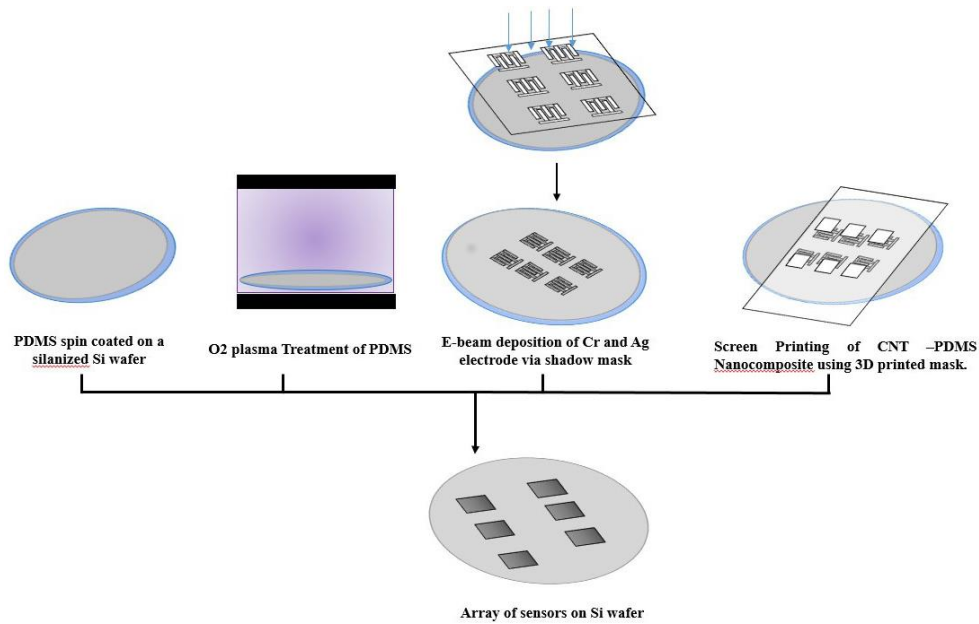 PDMS spin coated on a
silanized Si wafer
O2 plasma Treatment of PDMS
E-beam deposition of Cr and Ag
electrode via shadow mask
Screen Printing of CNT –PDMS
Nanocomposite using 3D printed mask.
Array of sensors on Si wafer